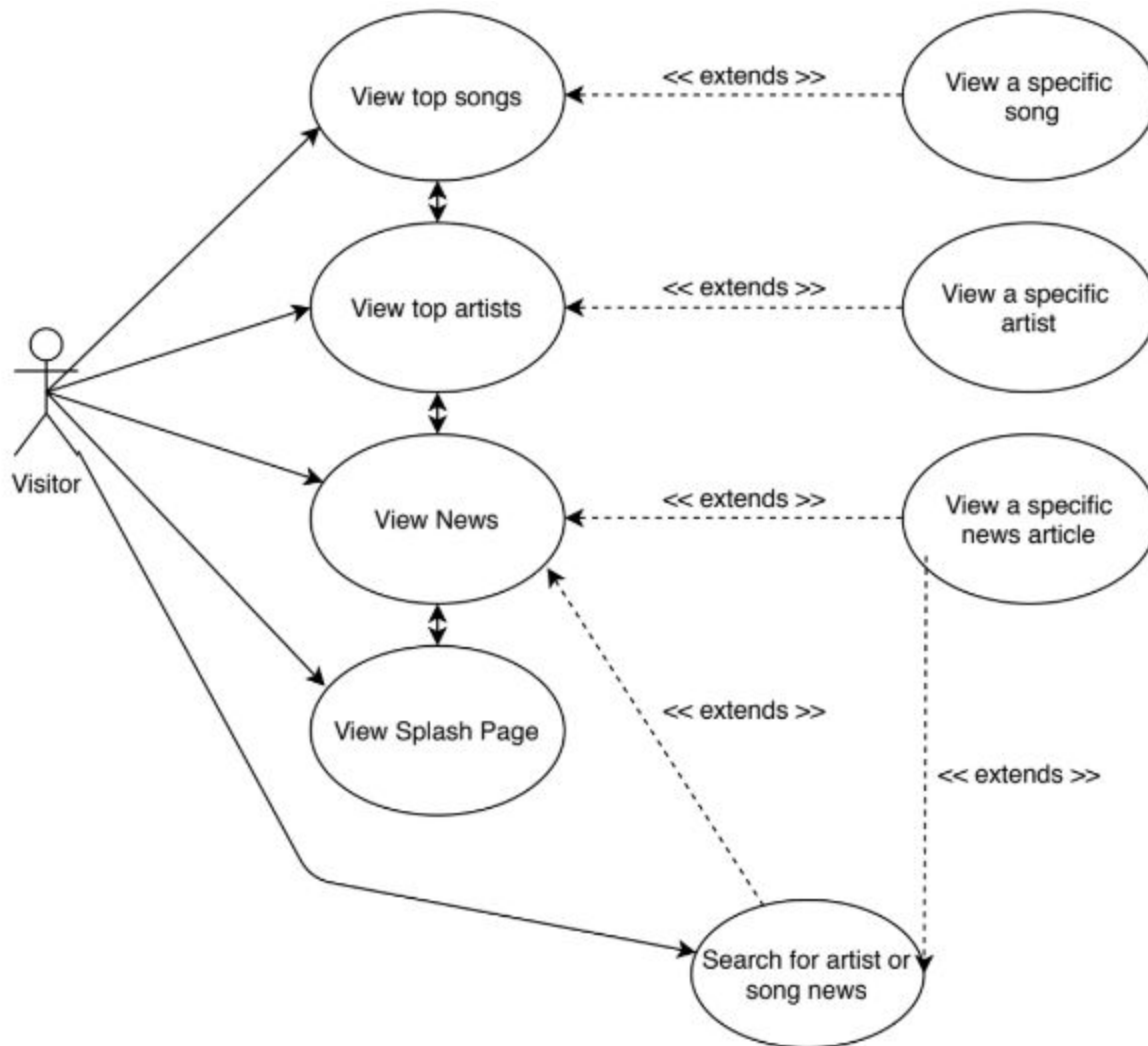 View top songs
<< extends >>
View a specific
song
View top artists
<< extends >>
View a specific
artist
Visitor
View News
<< extends >>
View a specific
news article
View Splash Page
<< extends >>
<< extends >>
Search for artist or
song news